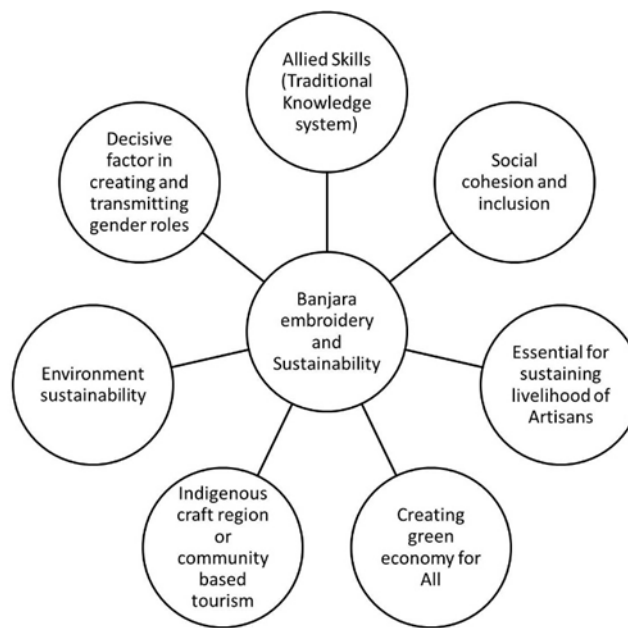 Allied Skills
(Traditional
Knowledge
system)
Social
cohesion and
inclusion
Essential for
sustaining
livelihood of
Artisans
Creating
green
economy for
All
Indigenous
craft region
or
community
based
tourism
Environment
sustainability
Decisive
factor in
creating and
transmitting
gender roles
Banjara
embroidery
and
Sustainability